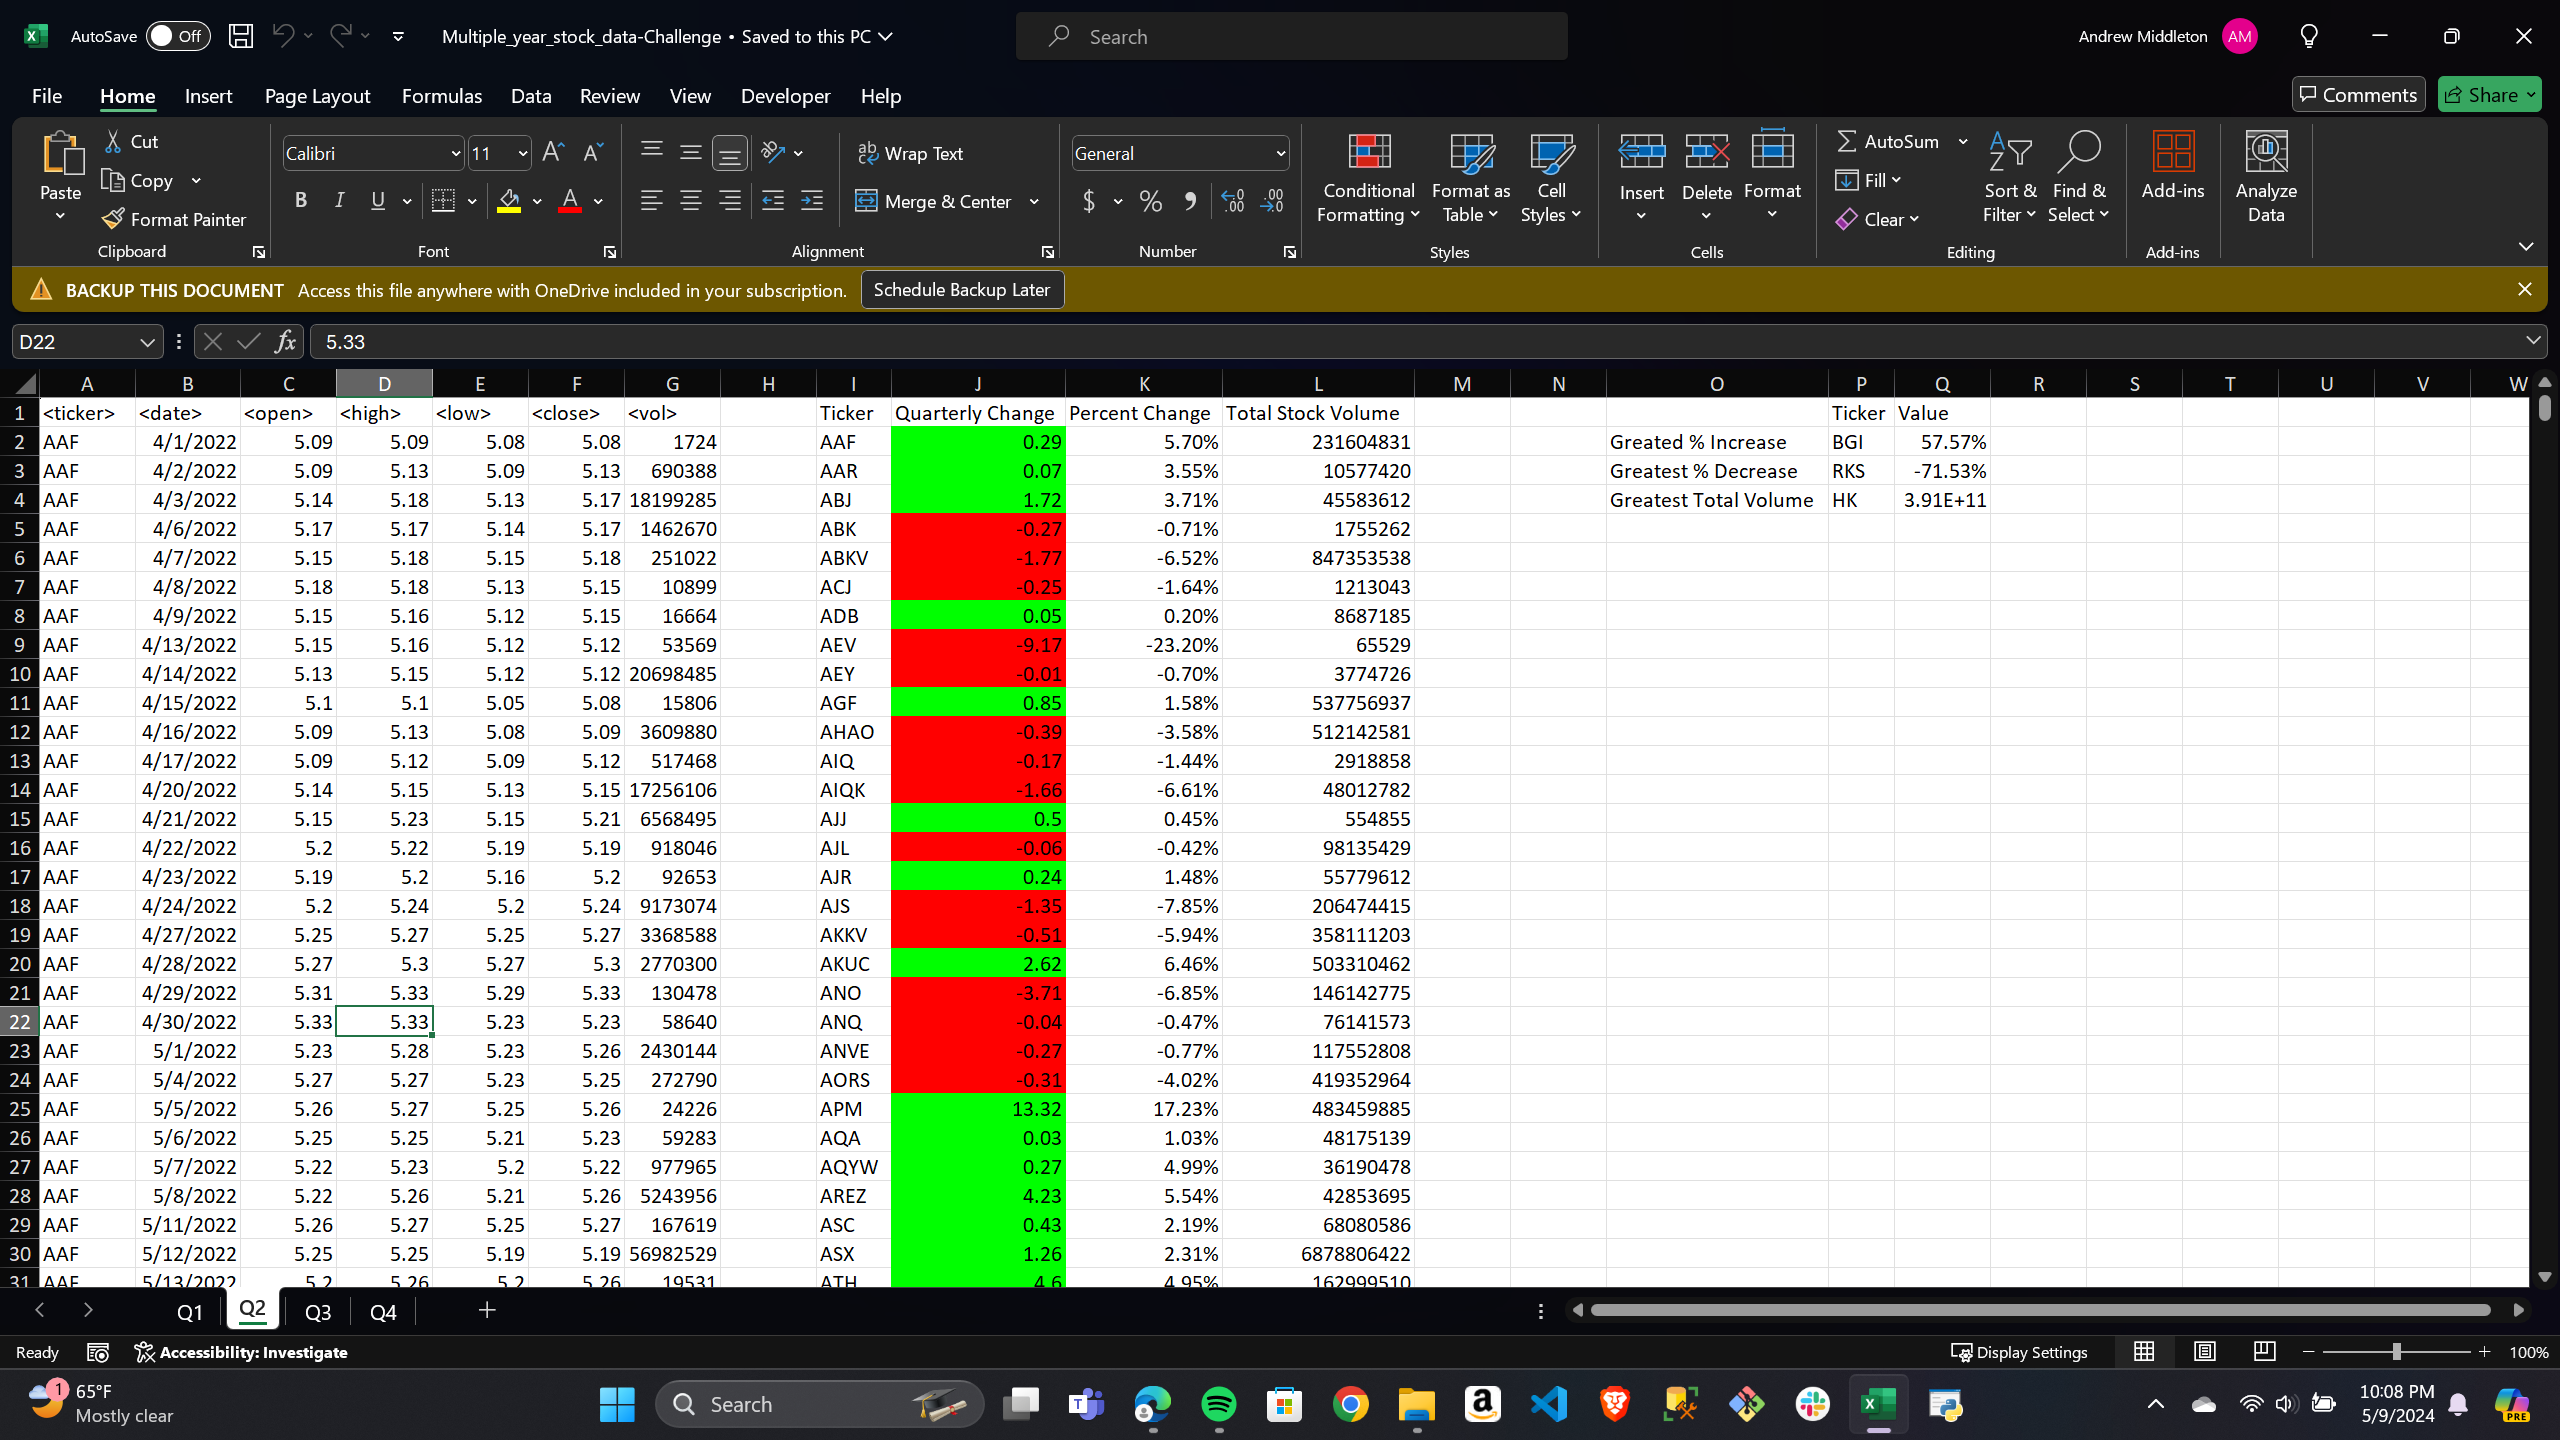 AutoSave Off Multiple_year_stock_data-Challenge • Saved to this PC Search Andrew Middleton AM
File Home Insert Page Layout Formulas Data Review View Developer Help Comments Share
Paste Cut Copy Format Painter Clipboard
Calibri 11 B I U Font
Wrap Text Merge & Center Alignment
General $ % Number
Conditional Formatting Format as Table Cell Styles Styles
Insert Delete Format Cells
AutoSum Fill Clear Sort & Filter Find & Select Editing
Add-ins Add-ins
Analyze Data
BACKUP THIS DOCUMENT Access this file anywhere with OneDrive included in your subscription. Schedule Backup Later
D22 fx 5.33
A B C D E F G H I J K L M N O P Q R S T U V W
1 <ticker> <date> <open> <high> <low> <close> <vol> Ticker Quarterly Change Percent Change Total Stock Volume Ticker Value
2 AAF 4/1/2022 5.09 5.09 5.08 5.08 1724 AAF 0.29 5.70% 231604831 Greated % Increase BGI 57.57%
3 AAF 4/2/2022 5.09 5.13 5.09 5.13 690388 AAR 0.07 3.55% 10577420 Greatest % Decrease RKS -71.53%
4 AAF 4/3/2022 5.14 5.18 5.13 5.17 18199285 ABJ 1.72 3.71% 45583612 Greatest Total Volume HK 3.91E+11
5 AAF 4/6/2022 5.17 5.17 5.14 5.17 1462670 ABK -0.27 -0.71% 1755262
6 AAF 4/7/2022 5.15 5.18 5.15 5.18 251022 ABKV -1.77 -6.52% 847353538
7 AAF 4/8/2022 5.18 5.18 5.13 5.15 10899 ACJ -0.25 -1.64% 1213043
8 AAF 4/9/2022 5.15 5.16 5.12 5.15 16664 ADB 0.05 0.20% 8687185
9 AAF 4/13/2022 5.15 5.16 5.12 5.12 53569 AEV -9.17 -23.20% 65529
10 AAF 4/14/2022 5.13 5.15 5.12 5.12 20698485 AEY -0.01 -0.70% 3774726
11 AAF 4/15/2022 5.1 5.1 5.05 5.08 15806 AGF 0.85 1.58% 537756937
12 AAF 4/16/2022 5.09 5.13 5.08 5.09 3609880 AHAO -0.39 -3.58% 512142581
13 AAF 4/17/2022 5.09 5.12 5.09 5.12 517468 AIQ -0.17 -1.44% 2918858
14 AAF 4/20/2022 5.14 5.15 5.13 5.15 17256106 AIQK -1.66 -6.61% 48012782
15 AAF 4/21/2022 5.15 5.23 5.15 5.21 6568495 AJJ 0.5 0.45% 554855
16 AAF 4/22/2022 5.2 5.22 5.19 5.19 918046 AJL -0.06 -0.42% 98135429
17 AAF 4/23/2022 5.19 5.2 5.16 5.2 92653 AJR 0.24 1.48% 55779612
18 AAF 4/24/2022 5.2 5.24 5.2 5.24 9173074 AJS -1.35 -7.85% 206474415
19 AAF 4/27/2022 5.25 5.27 5.25 5.27 3368588 AKKV -0.51 -5.94% 358111203
20 AAF 4/28/2022 5.27 5.3 5.27 5.3 2770300 AKUC 2.62 6.46% 503310462
21 AAF 4/29/2022 5.31 5.33 5.29 5.33 130478 ANO -3.71 -6.85% 146142775
22 AAF 4/30/2022 5.33 5.33 5.23 5.23 58640 ANQ -0.04 -0.47% 76141573
23 AAF 5/1/2022 5.23 5.28 5.23 5.26 2430144 ANVE -0.27 -0.77% 117552808
24 AAF 5/4/2022 5.27 5.27 5.23 5.25 272790 AORS -0.31 -4.02% 419352964
25 AAF 5/5/2022 5.26 5.27 5.25 5.26 24226 APM 13.32 17.23% 483459885
26 AAF 5/6/2022 5.25 5.25 5.21 5.23 59283 AQA 0.03 1.03% 48175139
27 AAF 5/7/2022 5.22 5.23 5.2 5.22 977965 AQYW 0.27 4.99% 36190478
28 AAF 5/8/2022 5.22 5.26 5.21 5.26 5243956 AREZ 4.23 5.54% 42853695
29 AAF 5/11/2022 5.26 5.27 5.25 5.27 167619 ASC 0.43 2.19% 68080586
30 AAF 5/12/2022 5.25 5.25 5.19 5.19 56982529 ASX 1.26 2.31% 6878806422
31 AAF 5/13/2022 5.2 5.26 5.2 5.26 19531 ATH 4.6 4.95% 162999510
Q1 Q2 Q3 Q4
Ready Accessibility: Investigate Display Settings 100%
1 65°F Mostly clear Search 10:08 PM 5/9/2024 PRE